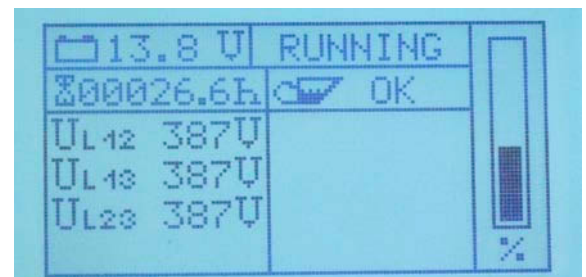 13.8 V RUNNING
00026.6h OK
UL12 387V
UL13 387V
UL23 387V
%